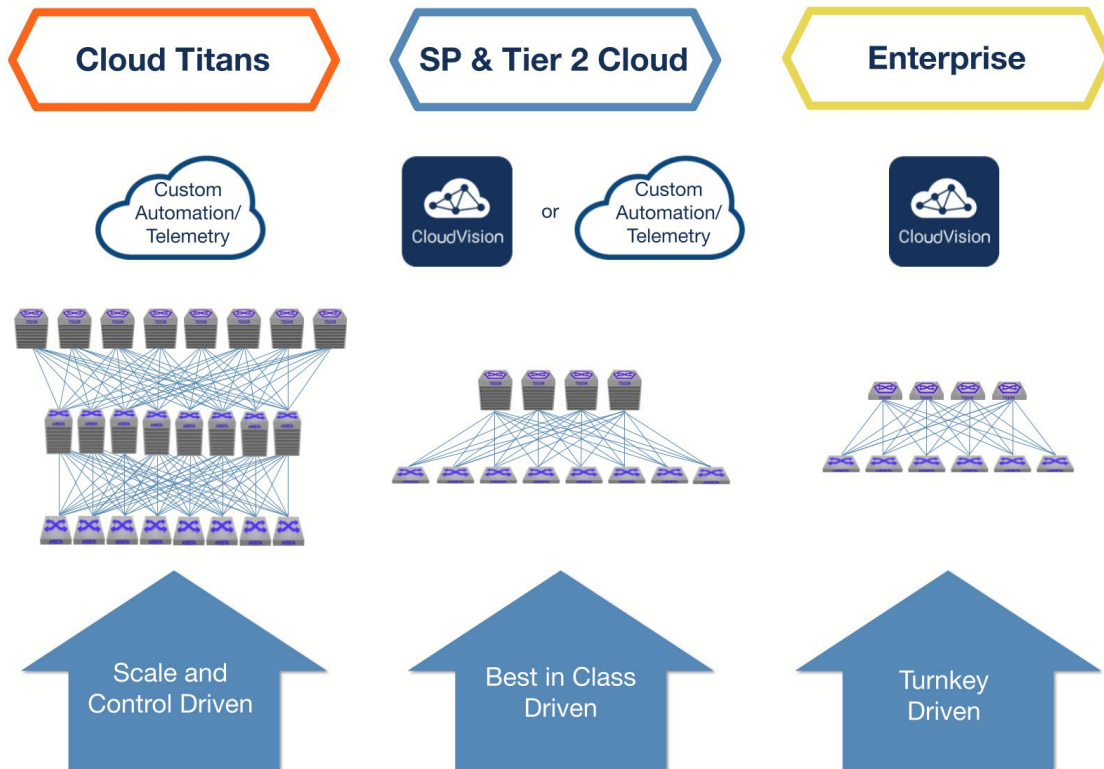 Cloud Titans
SP & Tier 2 Cloud
Enterprise
Custom
Automation/
Telemetry
CloudVision
or
Custom
Automation/
Telemetry
CloudVision
Scale and
Control Driven
Best in Class
Driven
Turnkey
Driven